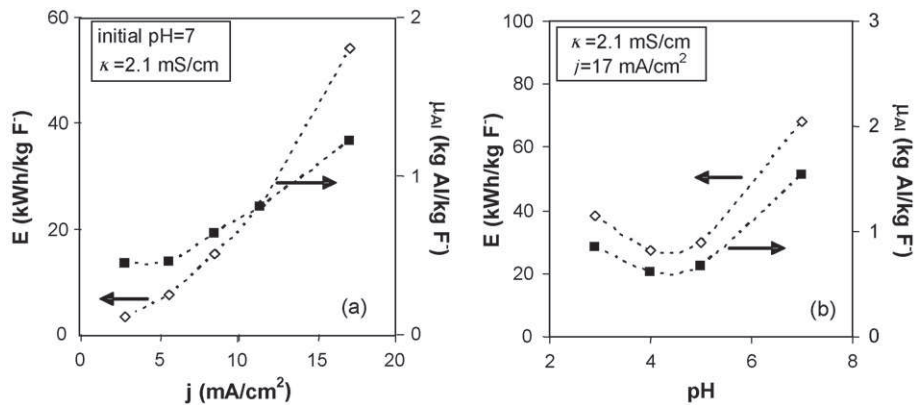 60
40
20
0
E (kWh/kg F⁻)
initial pH=7
κ=2.1 mS/cm
2
1
0
μAl (kg Al/kg F⁻)
(a)
0 5 10 15 20
j (mA/cm²)
100
80
60
40
20
0
E (kWh/kg F⁻)
κ=2.1 mS/cm
j=17 mA/cm²
3
2
1
0
μAl (kg Al/kg F⁻)
(b)
2 4 6 8
pH